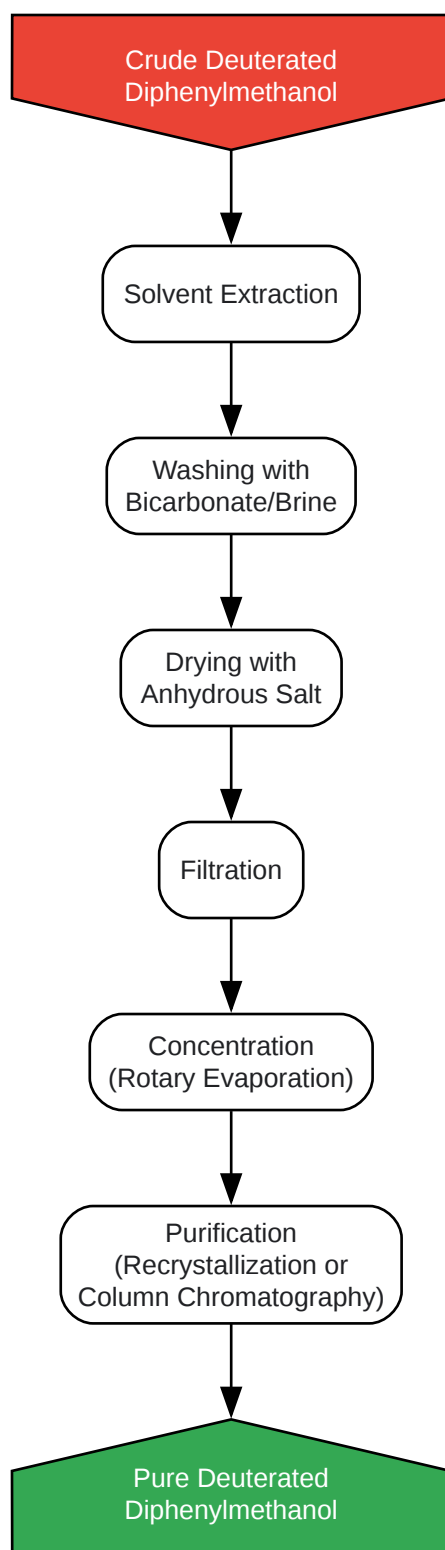 Crude Deuterated
Diphenylmethanol
Solvent Extraction
Washing with
Bicarbonate/Brine
Drying with
Anhydrous Salt
Filtration
Concentration
(Rotary Evaporation)
Purification
(Recrystallization or
Column Chromatography)
Pure Deuterated
Diphenylmethanol